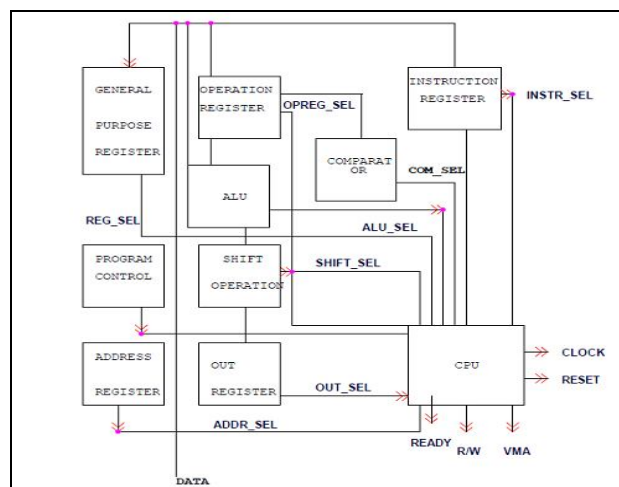 GENERAL
PURPOSE
REGISTER
OPERATION
REGISTER
OPREG_SEL
INSTRUCTION
REGISTER
INSTR_SEL
COMPARAT
OR
COM_SEL
ALU
REG_SEL
ALU_SEL
PROGRAM
CONTROL
SHIFT
OPERATION
SHIFT_SEL
ADDRESS
REGISTER
OUT
REGISTER
OUT_SEL
CPU
CLOCK
RESET
ADDR_SEL
READY
R/W
VMA
DATA